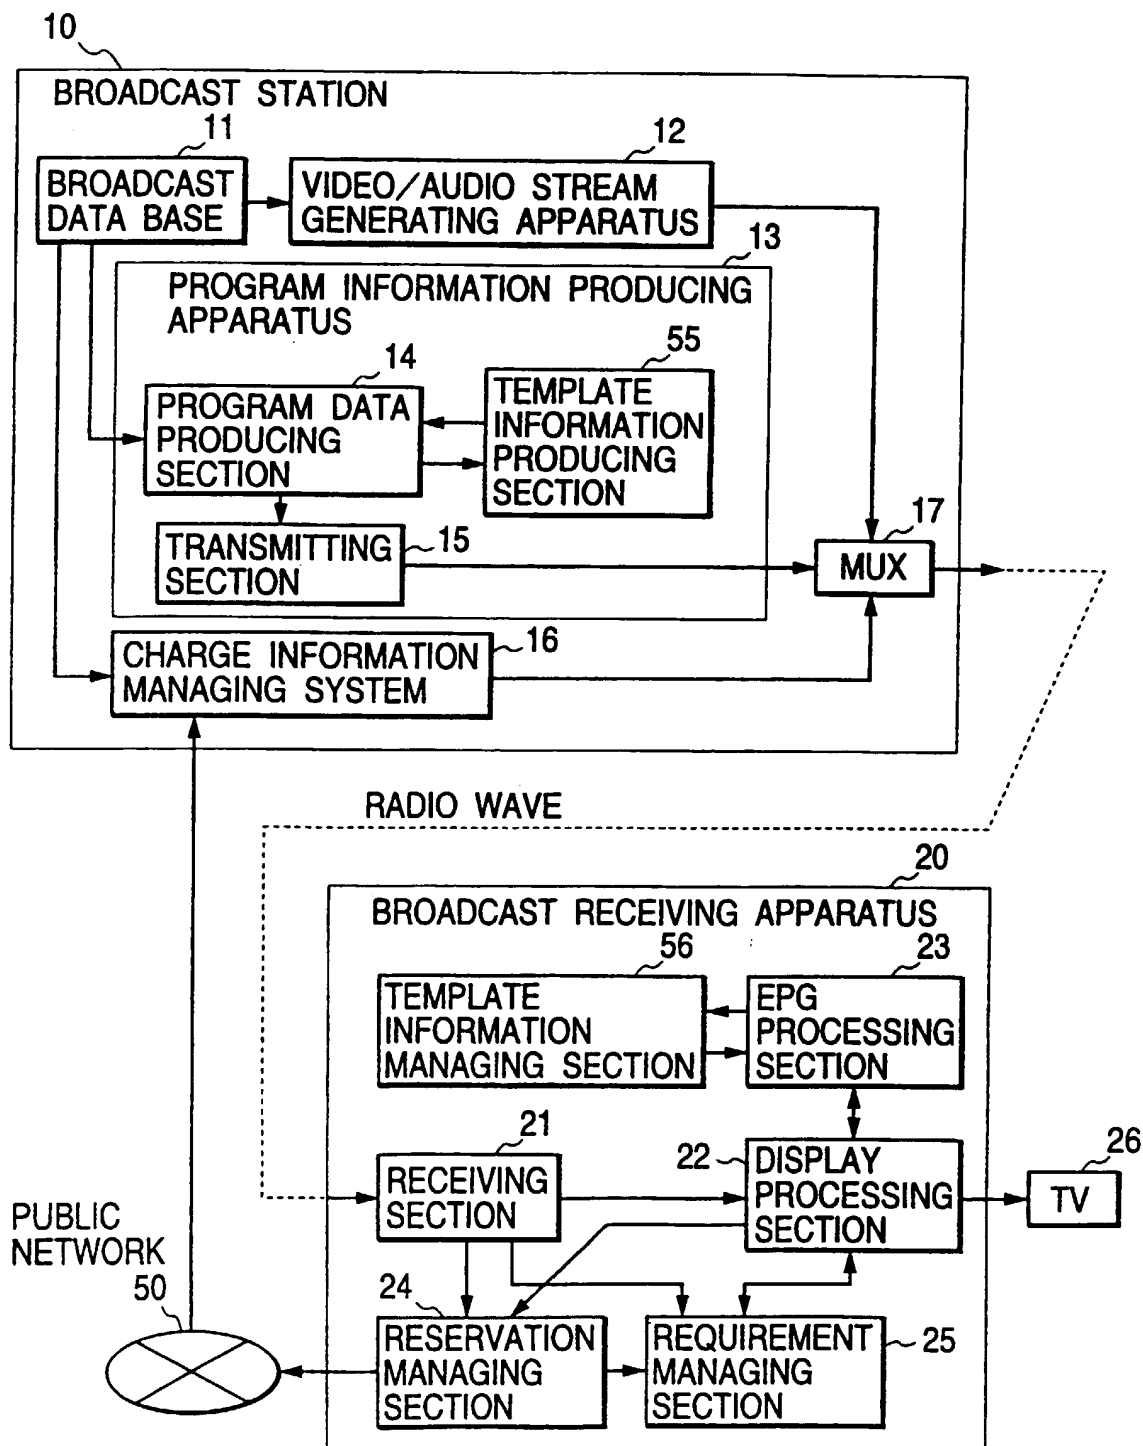 10
BROADCAST STATION
11
12
BROADCAST
DATA BASE
VIDEO/AUDIO STREAM
GENERATING APPARATUS
13
PROGRAM INFORMATION PRODUCING
APPARATUS
14
55
PROGRAM DATA
PRODUCING
SECTION
TEMPLATE
INFORMATION
PRODUCING
SECTION
15
TRANSMITTING
SECTION
17
MUX
16
CHARGE INFORMATION
MANAGING SYSTEM
RADIO WAVE
20
BROADCAST RECEIVING APPARATUS
56
23
TEMPLATE
INFORMATION
MANAGING SECTION
EPG
PROCESSING
SECTION
21
22
26
RECEIVING
SECTION
DISPLAY
PROCESSING
SECTION
TV
PUBLIC
NETWORK
50
24
RESERVATION
MANAGING
SECTION
REQUIREMENT
MANAGING
SECTION
25